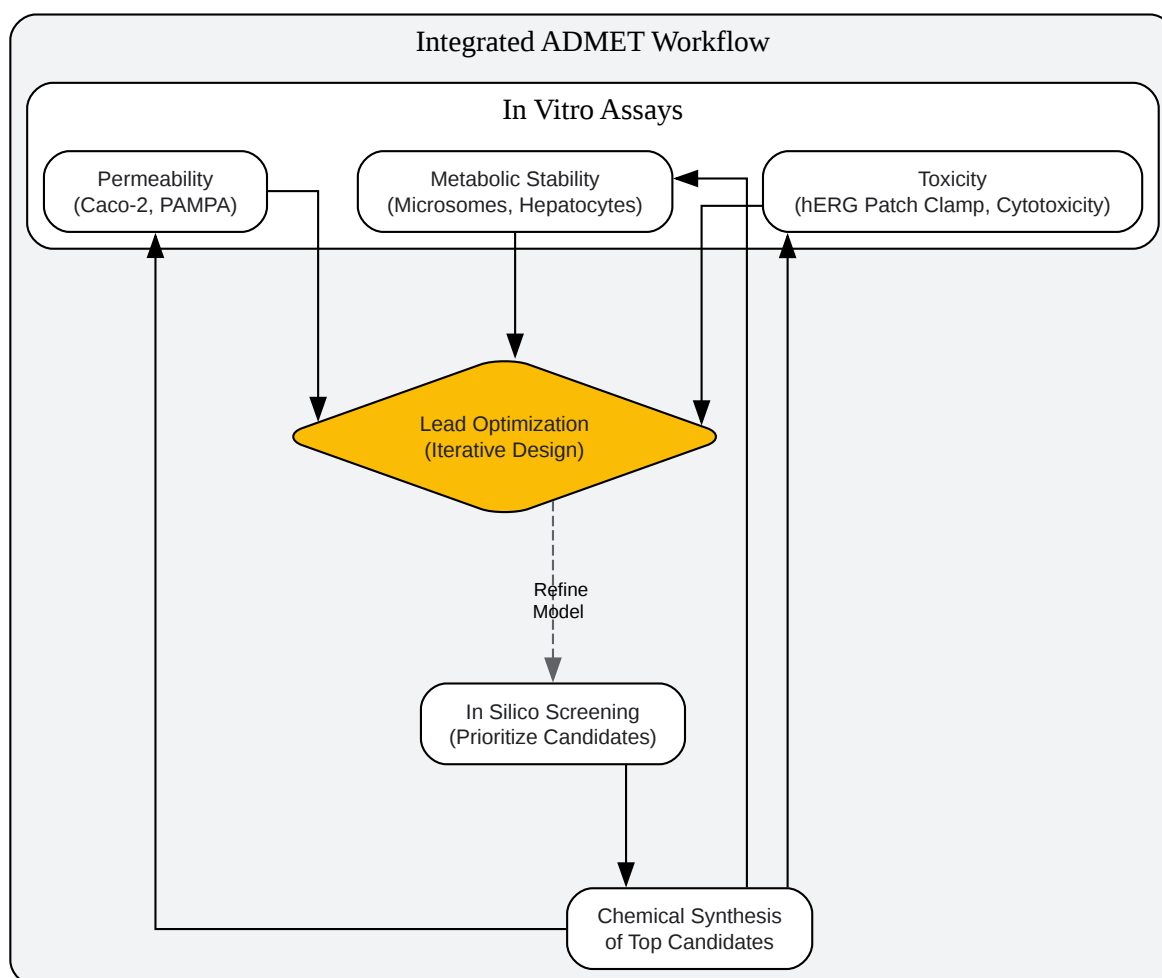 Integrated ADMET Workflow
In Vitro Assays
Permeability
(Caco-2, PAMPA)
Metabolic Stability
(Microsomes, Hepatocytes)
Toxicity
(hERG Patch Clamp, Cytotoxicity)
Lead Optimization
(Iterative Design)
Refine
Model
In Silico Screening
(Prioritize Candidates)
Chemical Synthesis
of Top Candidates